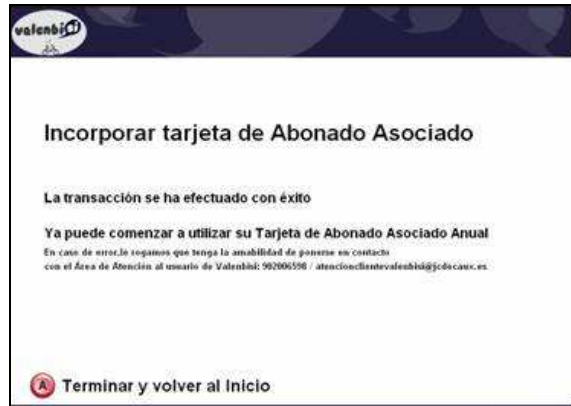 valenbisi
Incorporar tarjeta de Abonado Asociado
La transacción se ha efectuado con éxito
Ya puede comenzar a utilizar su Tarjeta de Abonado Asociado Anual
En caso de error,le rogamos que tenga la amabilidad de ponerse en contacto
con el Área de Atención al usuario de Valenbisi: 902006598 / atencionclientevalenbisi@jcdecaux.es
A Terminar y volver al Inicio